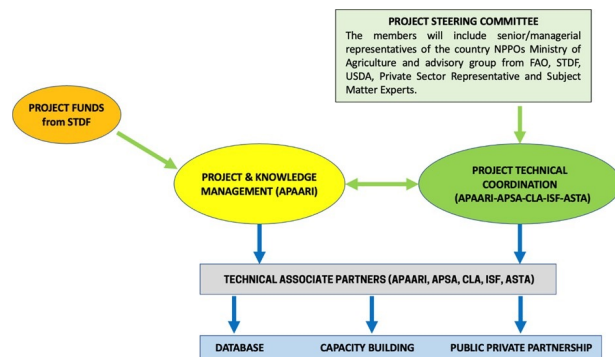 PROJECT STEERING COMMITTEE
The members will include senior/managerial
representatives of the country NPPOs Ministry of
Agriculture and advisory group from FAO, STDF,
USDA, Private Sector Representative and Subject
Matter Experts.
PROJECT FUNDS
from STDF
PROJECT & KNOWLEDGE
MANAGEMENT (APAARI)
PROJECT TECHNICAL
COORDINATION
(APAARI-APSA-CLA-ISF-ASTA)
TECHNICAL ASSOCIATE PARTNERS (APAARI, APSA, CLA, ISF, ASTA)
DATABASE
CAPACITY BUILDING
PUBLIC PRIVATE PARTNERSHIP